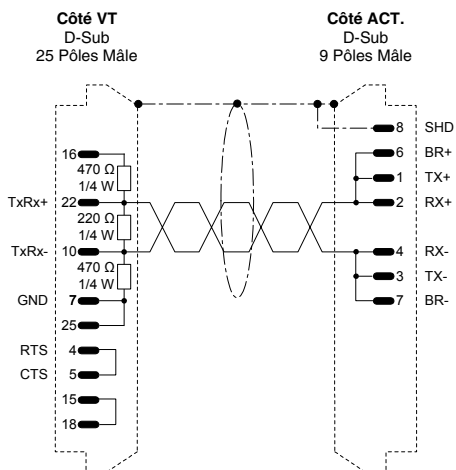 Côté VT
D-Sub
25 Pôles Mâle
Côté ACT.
D-Sub
9 Pôles Mâle
16
470 Ω
1/4 W
TxRx+ 22
220 Ω
1/4 W
TxRx- 10
470 Ω
1/4 W
GND 7
25
RTS 4
CTS 5
15
18
8 SHD
6 BR+
1 TX+
2 RX+
4 RX-
3 TX-
7 BR-